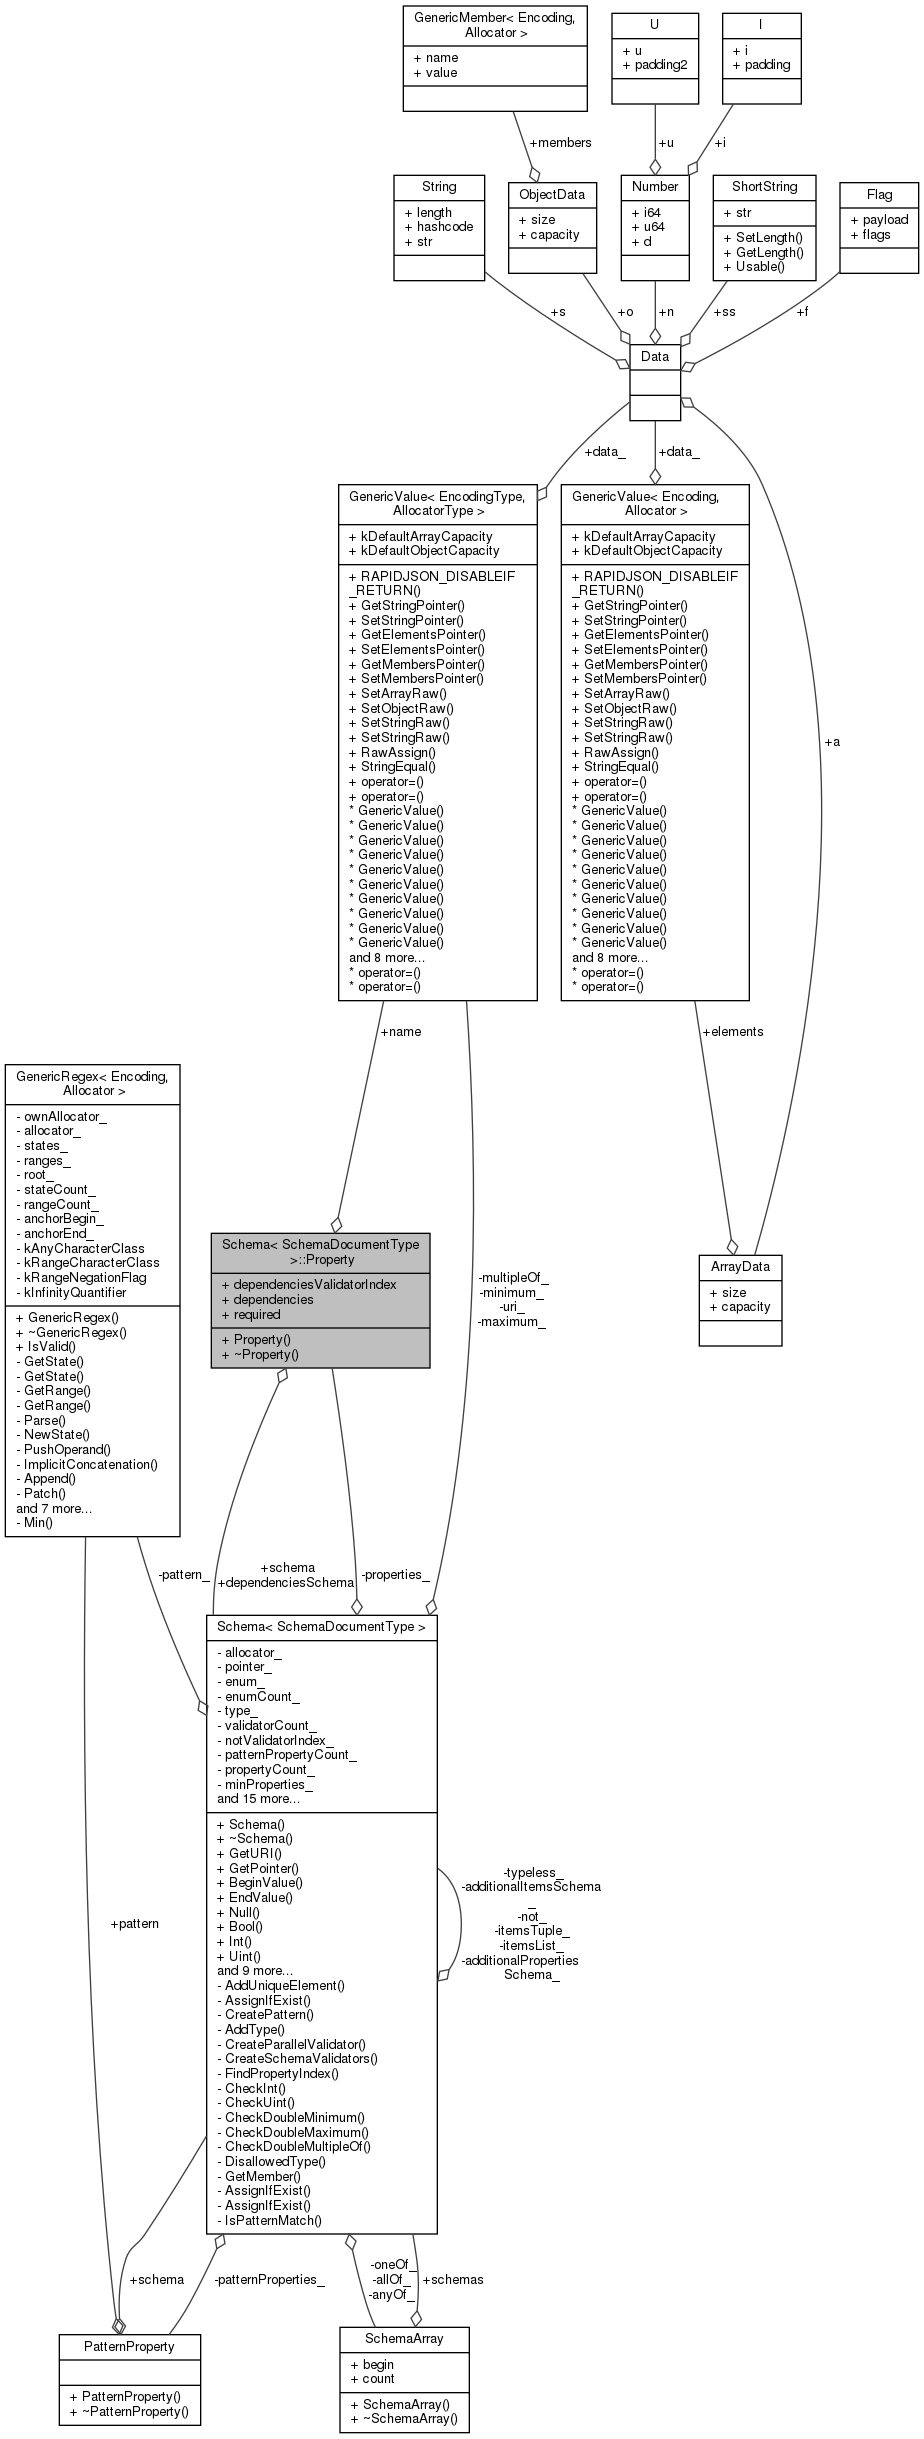 GenericMember< Encoding,
Allocator >
+ name
+ value
U
+ u
+ padding2
I
+ i
+ padding
+members
+u
+i
String
+ length
+ hashcode
+ str
ObjectData
+ size
+ capacity
Number
+ i64
+ u64
+ d
ShortString
+ str
+ SetLength()
+ GetLength()
+ Usable()
Flag
+ payload
+ flags
+s
+o
+n
+ss
+f
Data
+data_
+data_
+a
GenericValue< EncodingType,
AllocatorType >
+ kDefaultArrayCapacity
+ kDefaultObjectCapacity
+ RAPIDJSON_DISABLEIF
_RETURN()
+ GetStringPointer()
+ SetStringPointer()
+ GetElementsPointer()
+ SetElementsPointer()
+ GetMembersPointer()
+ SetMembersPointer()
+ SetArrayRaw()
+ SetObjectRaw()
+ SetStringRaw()
+ SetStringRaw()
+ RawAssign()
+ StringEqual()
+ operator=()
+ operator=()
* GenericValue()
* GenericValue()
* GenericValue()
* GenericValue()
* GenericValue()
* GenericValue()
* GenericValue()
* GenericValue()
* GenericValue()
* GenericValue()
and 8 more...
* operator=()
* operator=()
GenericValue< Encoding,
Allocator >
+ kDefaultArrayCapacity
+ kDefaultObjectCapacity
+ RAPIDJSON_DISABLEIF
_RETURN()
+ GetStringPointer()
+ SetStringPointer()
+ GetElementsPointer()
+ SetElementsPointer()
+ GetMembersPointer()
+ SetMembersPointer()
+ SetArrayRaw()
+ SetObjectRaw()
+ SetStringRaw()
+ SetStringRaw()
+ RawAssign()
+ StringEqual()
+ operator=()
+ operator=()
* GenericValue()
* GenericValue()
* GenericValue()
* GenericValue()
* GenericValue()
* GenericValue()
* GenericValue()
* GenericValue()
* GenericValue()
* GenericValue()
and 8 more...
* operator=()
* operator=()
+name
+elements
GenericRegex< Encoding,
Allocator >
- ownAllocator_
- allocator_
- states_
- ranges_
- root_
- stateCount_
- rangeCount_
- anchorBegin_
- anchorEnd_
- kAnyCharacterClass
- kRangeCharacterClass
- kRangeNegationFlag
- kInfinityQuantifier
+ GenericRegex()
+ ~GenericRegex()
+ IsValid()
- GetState()
- GetState()
- GetRange()
- GetRange()
- Parse()
- NewState()
- PushOperand()
- ImplicitConcatenation()
- Append()
- Patch()
and 7 more...
- Min()
Schema< SchemaDocumentType
>::Property
+ dependenciesValidatorIndex
+ dependencies
+ required
+ Property()
+ ~Property()
-multipleOf_
-minimum_
-uri_
-maximum_
ArrayData
+ size
+ capacity
-pattern_
+schema
+dependenciesSchema
-properties_
Schema< SchemaDocumentType >
- allocator_
- pointer_
- enum_
- enumCount_
- type_
- validatorCount_
- notValidatorIndex_
- patternPropertyCount_
- propertyCount_
- minProperties_
and 15 more...
+ Schema()
+ ~Schema()
+ GetURI()
+ GetPointer()
+ BeginValue()
+ EndValue()
+ Null()
+ Bool()
+ Int()
+ Uint()
and 9 more...
- AddUniqueElement()
- AssignIfExist()
- CreatePattern()
- AddType()
- CreateParallelValidator()
- CreateSchemaValidators()
- FindPropertyIndex()
- CheckInt()
- CheckUint()
- CheckDoubleMinimum()
- CheckDoubleMaximum()
- CheckDoubleMultipleOf()
- DisallowedType()
- GetMember()
- AssignIfExist()
- AssignIfExist()
- IsPatternMatch()
-typeless_
-additionalItemsSchema
_
-not_
-itemsTuple_
-itemsList_
-additionalProperties
Schema_
+pattern
+schema
-patternProperties_
-oneOf_
-allOf_
-anyOf_
+schemas
PatternProperty
+ PatternProperty()
+ ~PatternProperty()
SchemaArray
+ begin
+ count
+ SchemaArray()
+ ~SchemaArray()